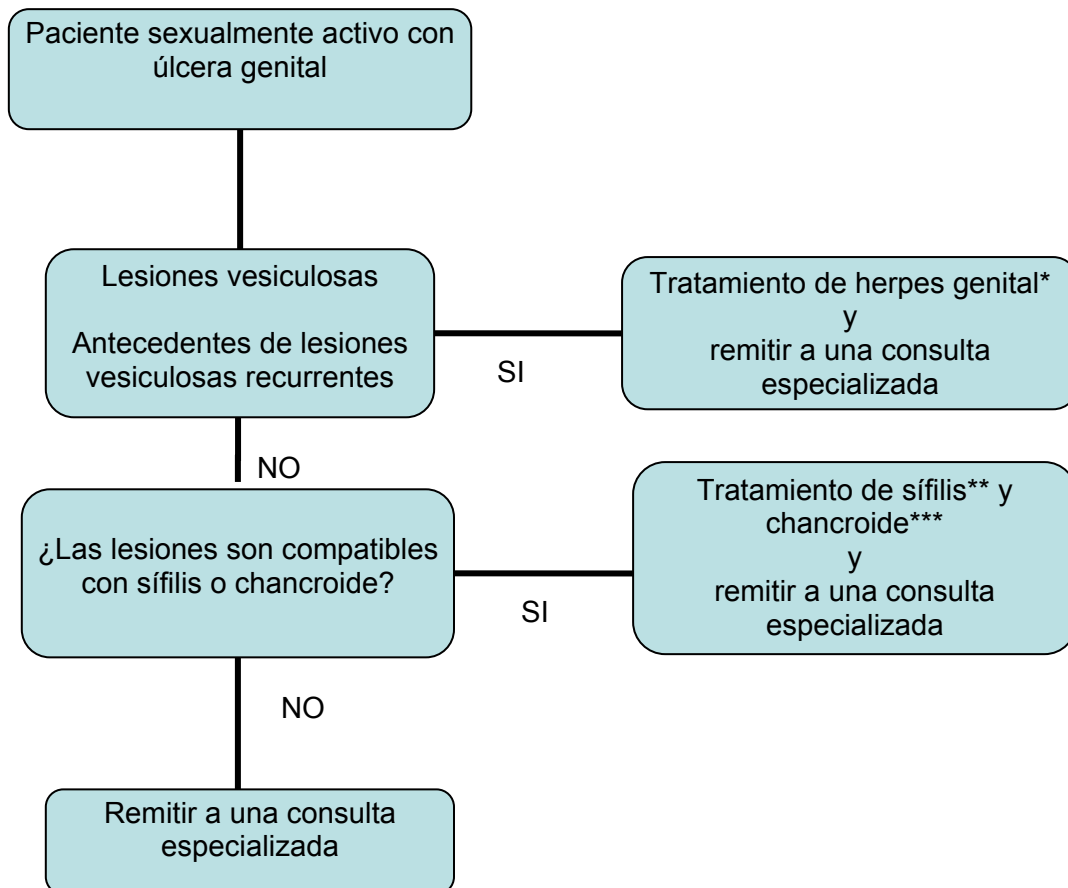 Paciente sexualmente activo con
úlcera genital
Lesiones vesiculosas
Antecedentes de lesiones
vesiculosas recurrentes
SI
Tratamiento de herpes genital*
y
remitir a una consulta
especializada
NO
¿Las lesiones son compatibles
con sífilis o chancroide?
SI
Tratamiento de sífilis** y
chancroide***
y
remitir a una consulta
especializada
NO
Remitir a una consulta
especializada